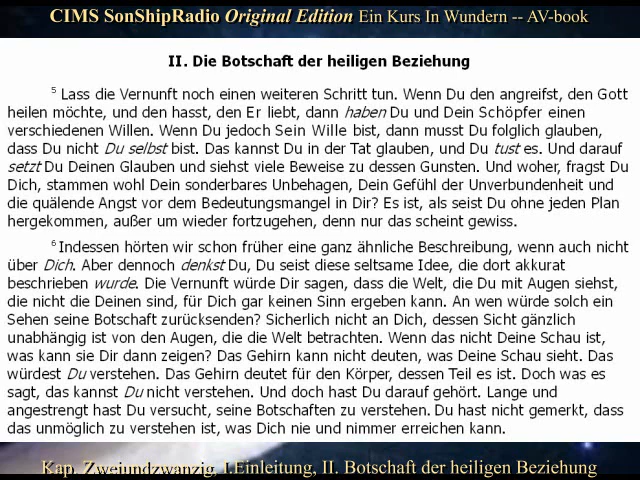 CIMS SonShipRadio Original Edition Ein Kurs In Wundern -- AV-book
II. Die Botschaft der heiligen Beziehung
5 Lass die Vernunft noch einen weiteren Schritt tun. Wenn Du den angreifst, den Gott
heilen möchte, und den hasst, den Er liebt, dann haben Du und Dein Schöpfer einen
verschiedenen Willen. Wenn Du jedoch Sein Wille bist, dann musst Du folglich glauben,
dass Du nicht Du selbst bist. Das kannst Du in der Tat glauben, und Du tust es. Und darauf
setzt Du Deinen Glauben und siehst viele Beweise zu dessen Gunsten. Und woher, fragst Du
Dich, stammen wohl Dein sonderbares Unbehagen, Dein Gefühl der Unverbundenheit und
die quälende Angst vor dem Bedeutungsmangel in Dir? Es ist, als seist Du ohne jeden Plan
hergekommen, außer um wieder fortzugehen, denn nur das scheint gewiss.
6 Indessen hörten wir schon früher eine ganz ähnliche Beschreibung, wenn auch nicht
über Dich. Aber dennoch denkst Du, Du seist diese seltsame Idee, die dort akkurat
beschrieben wurde. Die Vernunft würde Dir sagen, dass die Welt, die Du mit Augen siehst,
die nicht die Deinen sind, für Dich gar keinen Sinn ergeben kann. An wen würde solch ein
Sehen seine Botschaft zurücksenden? Sicherlich nicht an Dich, dessen Sicht gänzlich
unabhängig ist von den Augen, die die Welt betrachten. Wenn das nicht Deine Schau ist,
was kann sie Dir dann zeigen? Das Gehirn kann nicht deuten, was Deine Schau sieht. Das
würdest Du verstehen. Das Gehirn deutet für den Körper, dessen Teil es ist. Doch was es
sagt, das kannst Du nicht verstehen. Und doch hast Du darauf gehört. Lange und
angestrengt hast Du versucht, seine Botschaften zu verstehen. Du hast nicht gemerkt, dass
das unmöglich zu verstehen ist, was Dich nie und nimmer erreichen kann.
Kap. Zweiundzwanzig, I.Einleitung, II. Botschaft der heiligen Beziehung